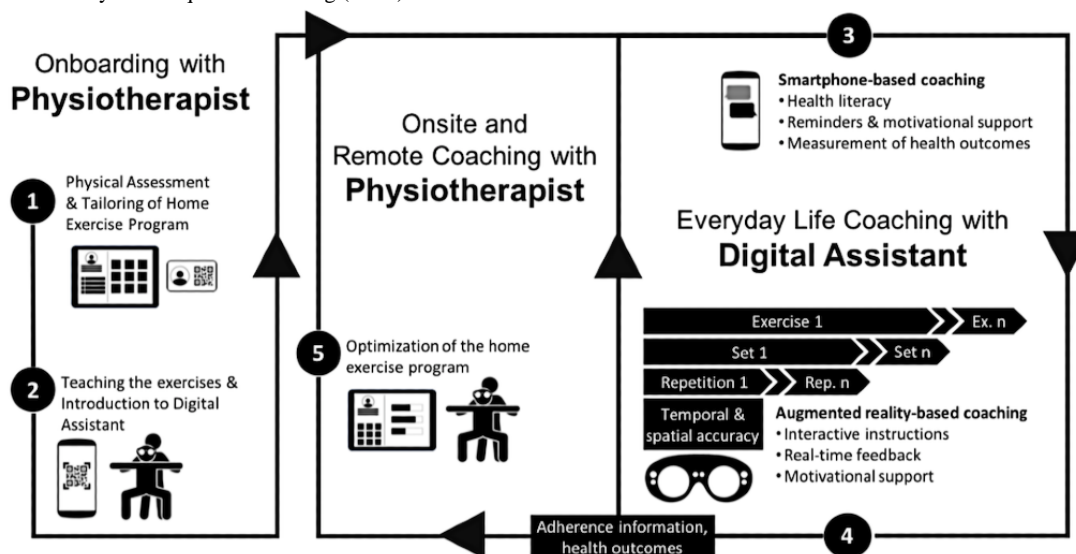 Onboarding with
Physiotherapist
1
Physical Assessment
& Tailoring of Home
Exercise Program
2
Teaching the exercises &
Introduction to Digital
Assistant
Onsite and
Remote Coaching with
Physiotherapist
5
Optimization of the home
exercise program
3
Smartphone-based coaching
• Health literacy
• Reminders & motivational support
• Measurement of health outcomes
Everyday Life Coaching with
Digital Assistant
Exercise 1
Ex. n
Set 1
Set n
Repetition 1
Rep. n
Temporal &
spatial accuracy
Augmented reality-based coaching
• Interactive instructions
• Real-time feedback
• Motivational support
4
Adherence information,
health outcomes